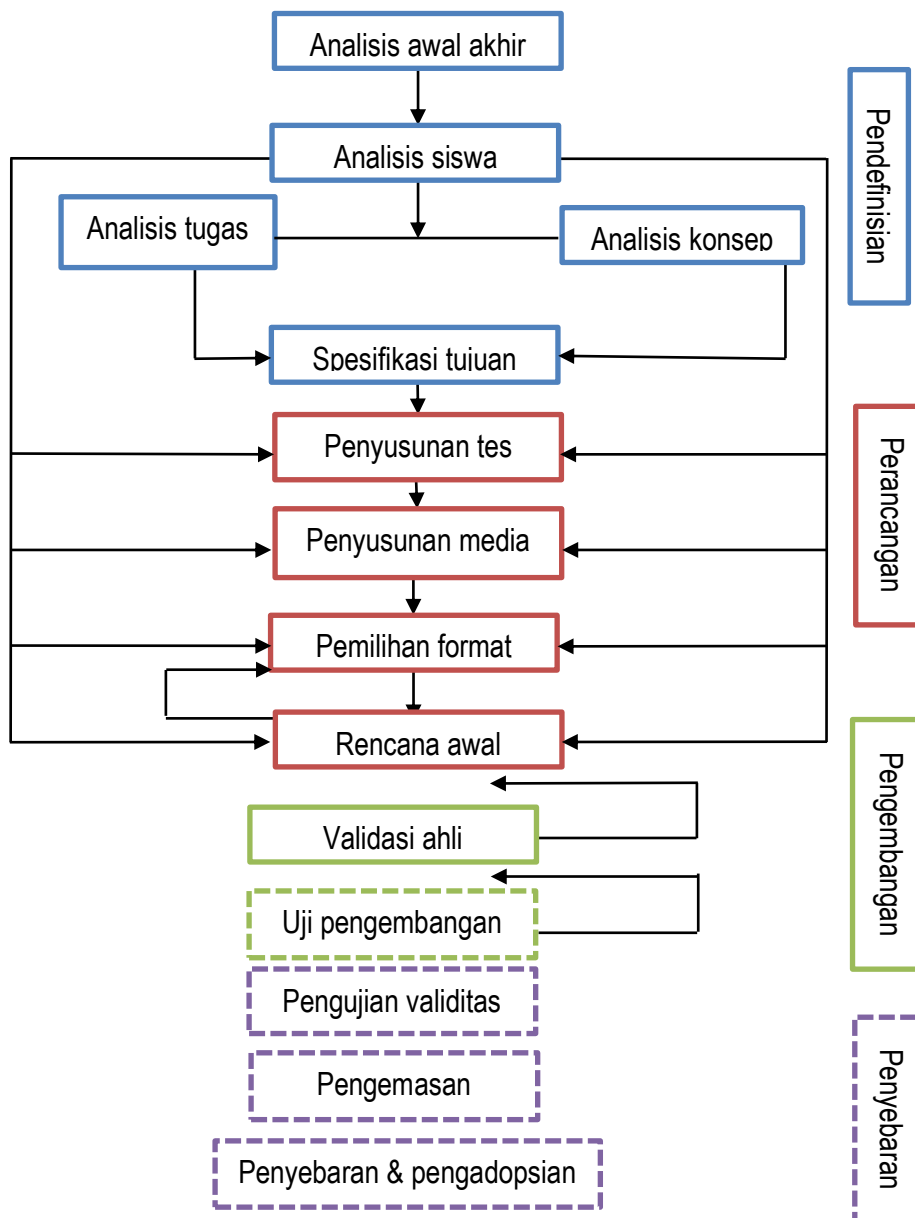 Analisis awal akhir
Analisis siswa
Analisis tugas
Analisis konsep
Spesifikasi tujuan
Penyusunan tes
Penyusunan media
Pemilihan format
Rencana awal
Validasi ahli
Uji pengembangan
Pengujian validitas
Pengemasan
Penyebaran & pengadopsian
Pendefinisian
Perancangan
Pengembangan
Penyebaran